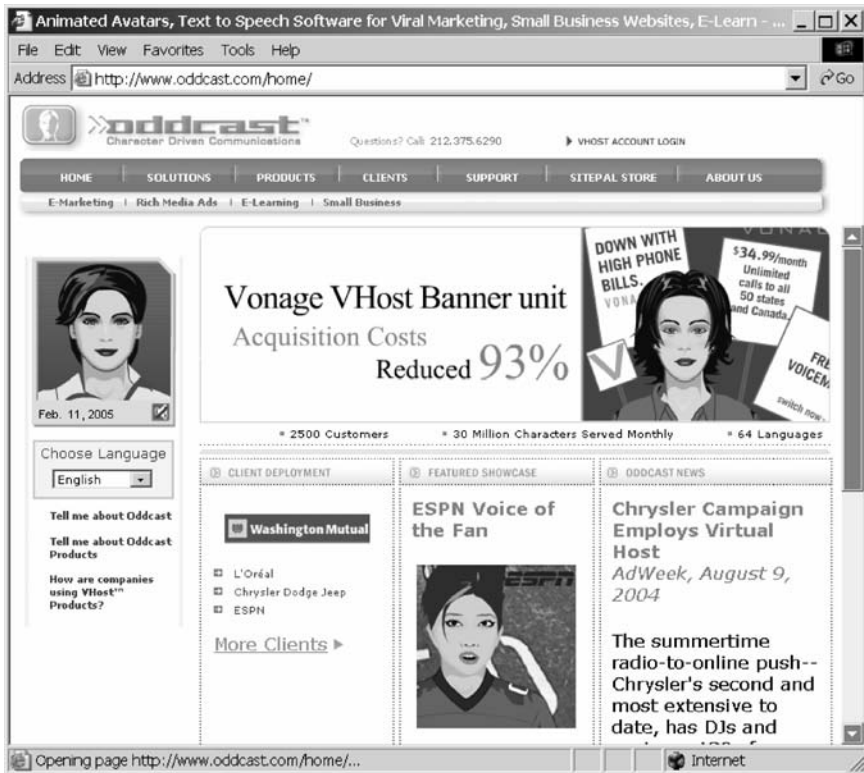 Animated Avatars, Text to Speech Software for Viral Marketing, Small Business Websites, E-Learn - ...
File Edit View Favorites Tools Help
Address http://www.oddcast.com/home/ Go
oddcast™
Character Driven Communications
Questions? Call: 212.375.6290
VHOST ACCOUNT LOGIN
HOME SOLUTIONS PRODUCTS CLIENTS SUPPORT SITEPAL STORE ABOUT US
E-Marketing | Rich Media Ads | E-Learning | Small Business
Feb. 11, 2005
Choose Language
English
Tell me about Oddcast
Tell me about Oddcast
Products
How are companies
using VHost™
Products?
Vonage VHost Banner unit
Acquisition Costs
Reduced 93%
VONAG
DOWN WITH
HIGH PHONE
BILLS.
VONA
$34.99/month
Unlimited
calls to all
50 states
and Canada.
V
FRE
VOICEM
switch now
2500 Customers
30 Million Characters Served Monthly
64 Languages
CLIENT DEPLOYMENT
Washington Mutual
L'Oréal
Chrysler Dodge Jeep
ESPN
More Clients
FEATURED SHOWCASE
ESPN Voice of
the Fan
ESPN
ODDCAST NEWS
Chrysler Campaign
Employs Virtual
Host
AdWeek, August 9,
2004
The summertime
radio-to-online push--
Chrysler's second and
most extensive to
date, has DJs and
Opening page http://www.oddcast.com/home/...
Internet